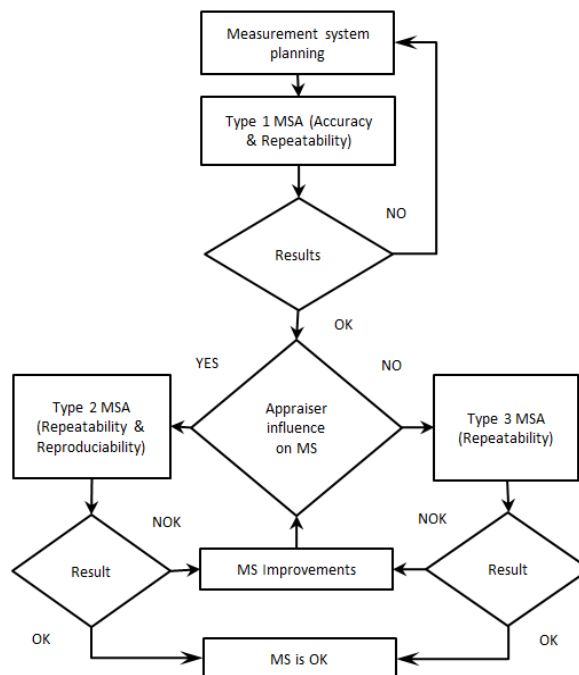 Measurement system
planning
Type 1 MSA (Accuracy
& Repeatability)
NO
Results
OK
YES
NO
Type 2 MSA
(Repeatability &
Reproduciability)
Appraiser
influence
on MS
Type 3 MSA
(Repeatability)
NOK
NOK
Result
MS Improvements
Result
OK
OK
MS is OK